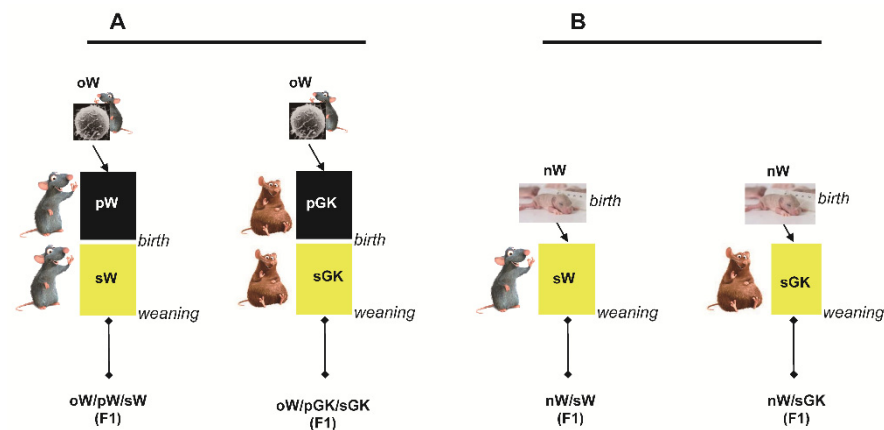 A
B
oW
oW
pW
pGK
nW
nW
birth
birth
birth
birth
sW
sGK
sW
sGK
weaning
weaning
weaning
weaning
oW/pW/sW
(F1)
oW/pGK/sGK
(F1)
nW/sW
(F1)
nW/sGK
(F1)